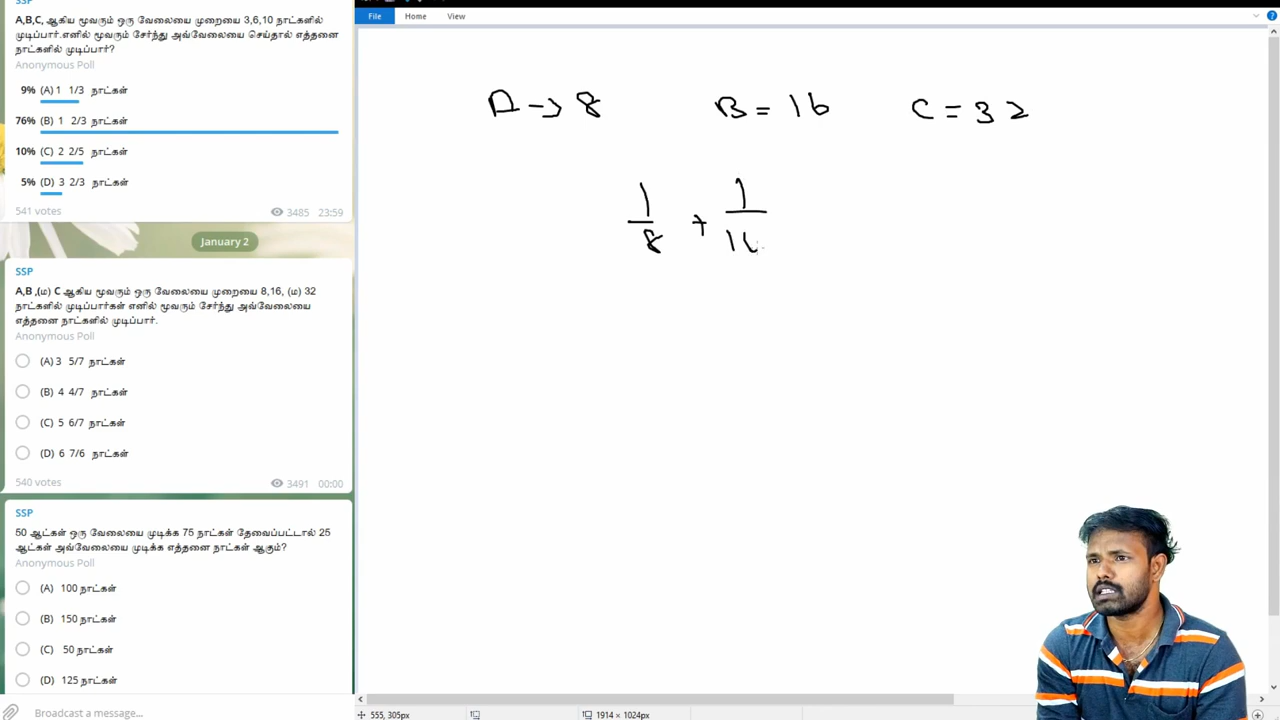 SSP
A,B,C, ஆகிய மூவரும் ஒரு வேலையை முறையை 3,6,10 நாட்களில்
முடிப்பார்.எனில் மூவரும் சேர்ந்து அவ்வேலையை செய்தால் எத்தனை
நாட்களில் முடிப்பார்?
Anonymous Poll
9% (A) 1 1/3 நாட்கள்
76% (B) 1 2/3 நாட்கள்
10% (C) 2 2/5 நாட்கள்
5% (D) 3 2/3 நாட்கள்
541 votes 3485 23:59
January 2
SSP
A,B ,(ம) C ஆகிய மூவரும் ஒரு வேலையை முறையை 8,16, (ம) 32
நாட்களில் முடிப்பார்கள் எனில் மூவரும் சேர்ந்து அவ்வேலையை
எத்தனை நாட்களில் முடிப்பார்.
Anonymous Poll
(A) 3 5/7 நாட்கள்
(B) 4 4/7 நாட்கள்
(C) 5 6/7 நாட்கள்
(D) 6 7/6 நாட்கள்
540 votes 3491 00:00
SSP
50 ஆட்கள் ஒரு வேலையை முடிக்க 75 நாட்கள் தேவைப்பட்டால் 25
ஆட்கள் அவ்வேலையை முடிக்க எத்தனை நாட்கள் ஆகும்?
Anonymous Poll
(A) 100 நாட்கள்
(B) 150 நாட்கள்
(C) 50 நாட்கள்
(D) 125 நாட்கள்
Broadcast a message...
File Home View
A → 8 B = 16 C = 32
1/8 + 1/16
555, 305px 1914 × 1024px